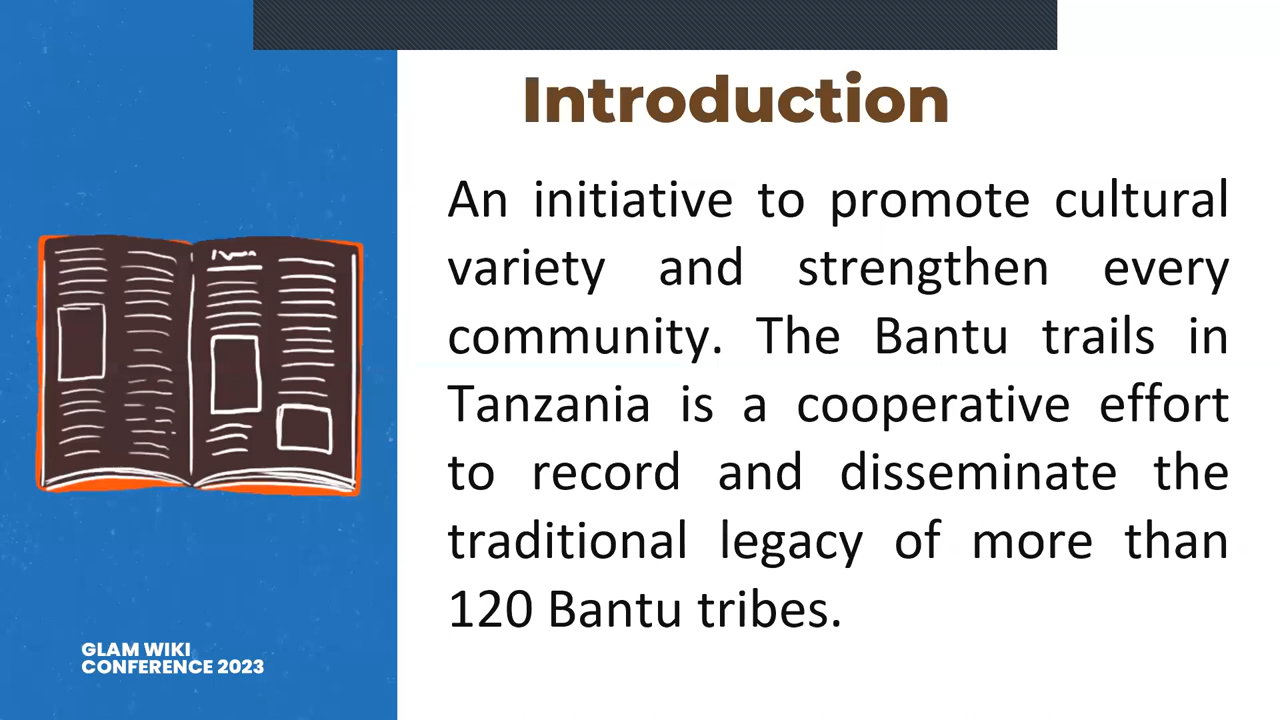 Introduction
An initiative to promote cultural
variety and strengthen every
community. The Bantu trails in
Tanzania is a cooperative effort
to record and disseminate the
traditional legacy of more than
120 Bantu tribes.
GLAM WIKI
CONFERENCE 2023